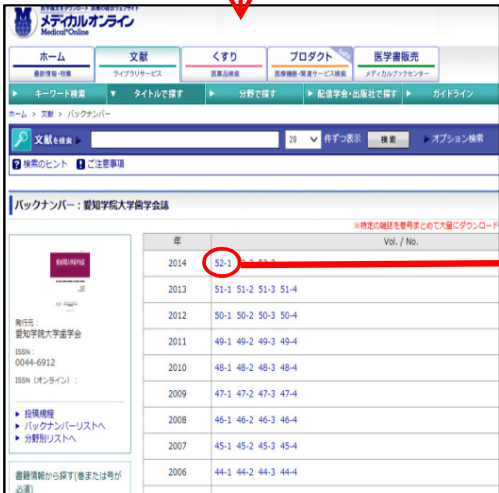 医学論文とダウンロード 医療の総合ウェブサイト
メディカルオンライン
Medical*Online
ホーム
最新情報・特集
文献
ライブラリサービス
くすり
医薬品検索
プロダクト
医療機器・関連サービス検索
医学書販売
メディカルブックセンター
キーワード検索
タイトルで探す
分野で探す
配信学会・出版社で探す
ガイドライン
ホーム > 文献 > バックナンバー
文献を検索
20 件ずつ表示 検索 オプション検索
検索のヒント ご注意事項
バックナンバー：愛知学院大学歯学会誌
※特定の雑誌を巻号まとめて大量にダウンロード
年 Vol. / No.
2014 52-1
2013 51-1 51-2 51-3 51-4
2012 50-1 50-2 50-3 50-4
2011 49-1 49-2 49-3 49-4
2010 48-1 48-2 48-3 48-4
2009 47-1 47-2 47-3 47-4
2008 46-1 46-2 46-3 46-4
2007 45-1 45-2 45-3 45-4
2006 44-1 44-2 44-3 44-4
発行元：
愛知学院大学歯学会
ISSN：
0044-6912
ISSN（オンライン）：
投稿規程
バックナンバーリストへ
分野別リストへ
書籍情報から探す(巻または号が
必須)